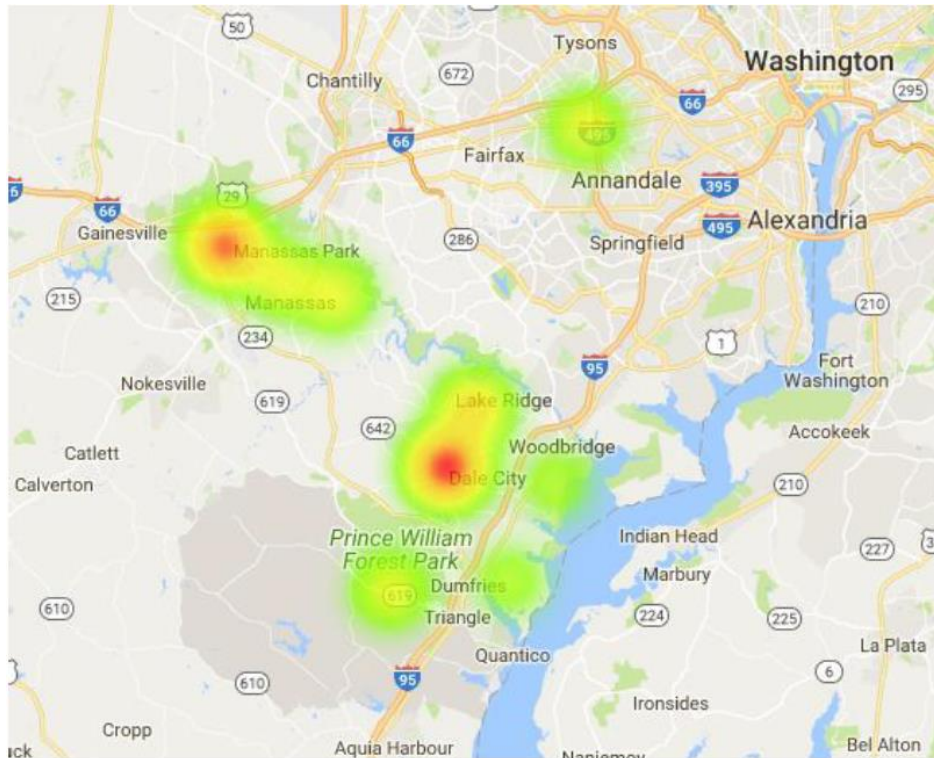 50
Tysons
Washington
Chantilly
672
295
66
66
495
Fairfax
29
66
Annandale
395
Gainesville
Manassas Park
286
Springfield
495
Alexandria
215
Manassas
210
234
1
95
Fort
Washington
Nokesville
619
Lake Ridge
642
Woodbridge
Accokeek
Catlett
Calverton
Dale City
210
Prince William
Forest Park
Indian Head
227
3
Marbury
610
619
Dumfries
Triangle
224
225
La Plata
Quantico
610
95
6
Ironsides
Cropp
Aquia Harbour
Bel Alton